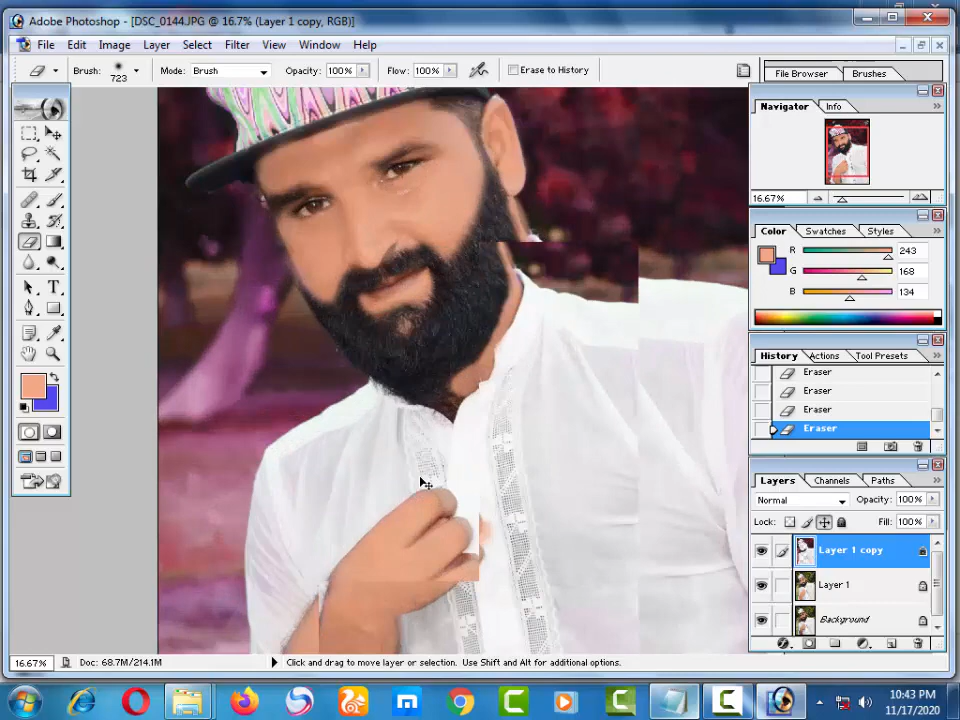 Adobe Photoshop - [DSC_0144.JPG @ 16.7% (Layer 1 copy, RGB)]
File Edit Image Layer Select Filter View Window Help
Brush: 723 Mode: Brush Opacity: 100% Flow: 100% Erase to History File Browser Brushes
Navigator Info
16.67%
Color Swatches Styles
R 243
G 168
B 134
History Actions Tool Presets
Eraser
Eraser
Eraser
Eraser
Layers Channels Paths
Normal Opacity: 100%
Lock: Fill: 100%
Layer 1 copy
Layer 1
Background
16.67% Doc: 68.7M/214.1M Click and drag to move layer or selection. Use Shift and Alt for additional options.
10:43 PM
11/17/2020